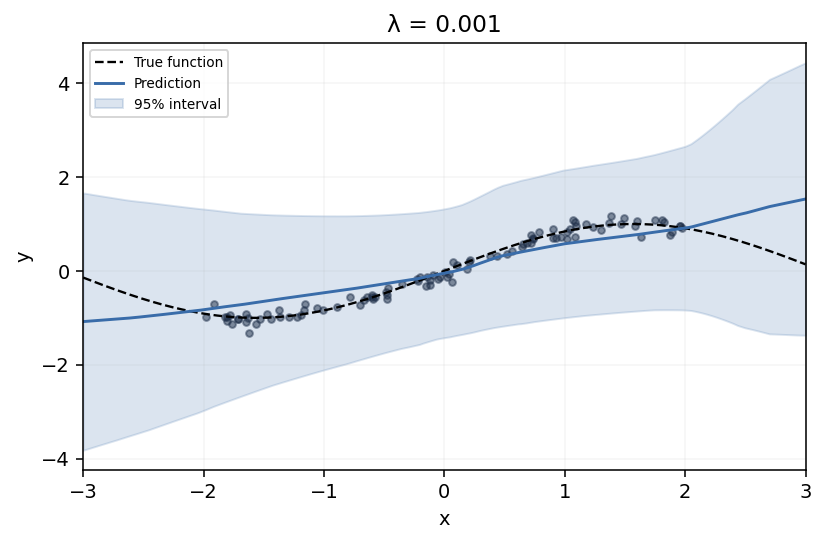 λ = 0.001
True function
Prediction
95% interval
y
4
2
0
−2
−4
−3
−2
−1
0
1
2
3
x